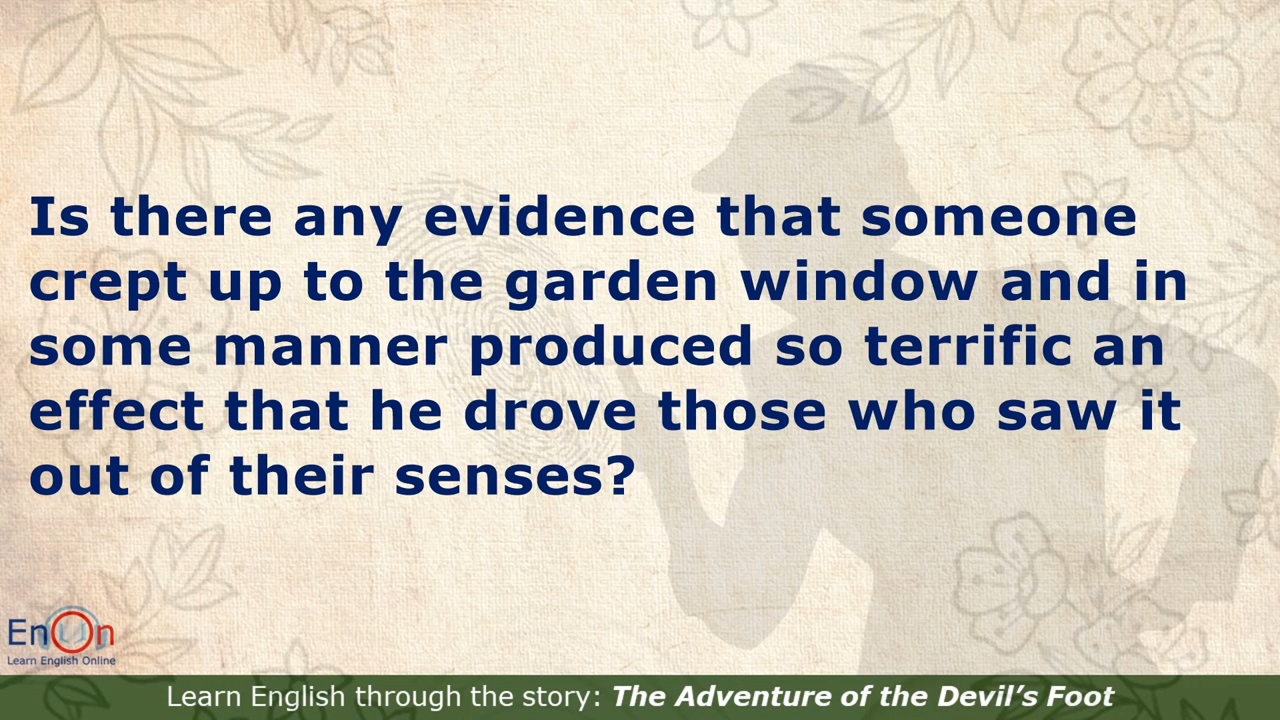 Is there any evidence that someone
crept up to the garden window and in
some manner produced so terrific an
effect that he drove those who saw it
out of their senses?
EnOn
Learn English Online
Learn English through the story: The Adventure of the Devil’s Foot